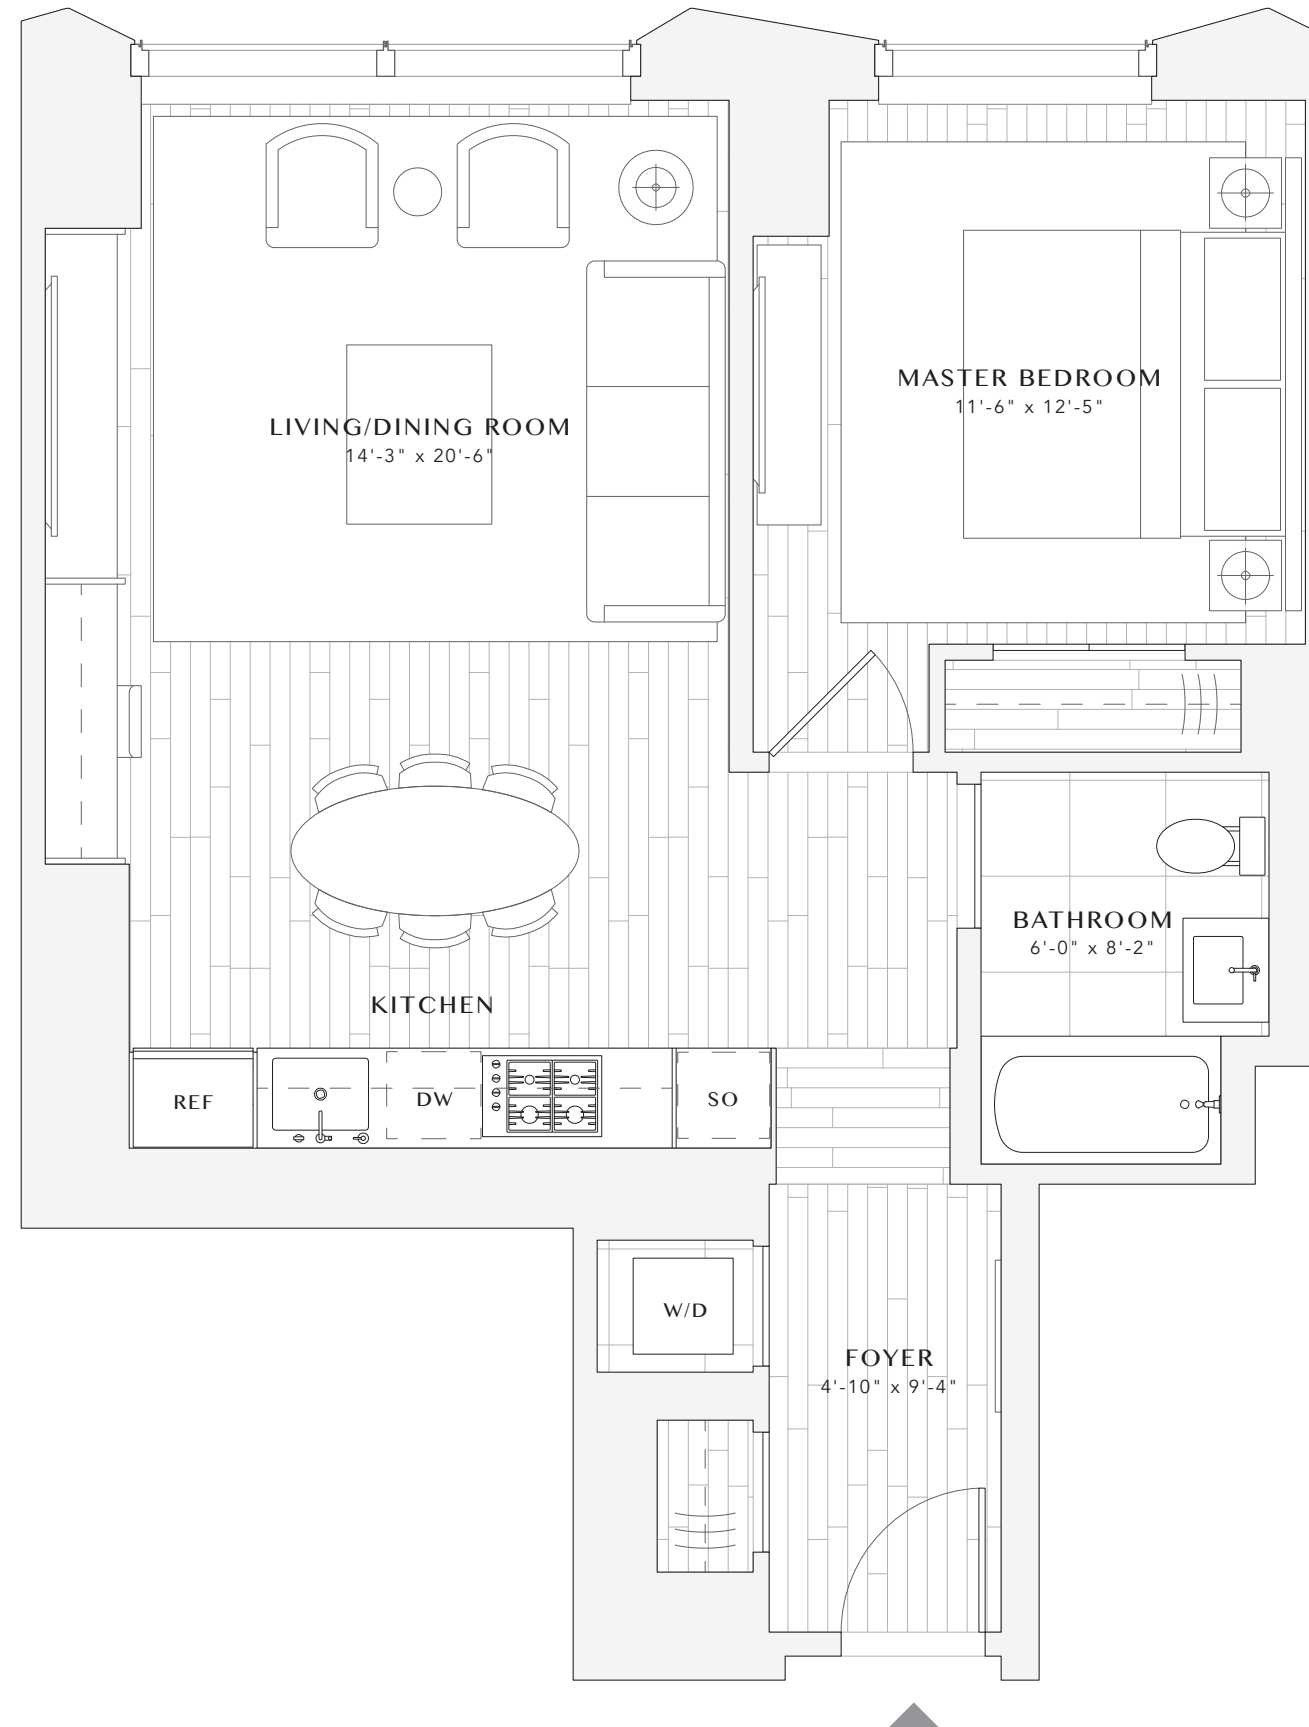 MASTER BEDROOM
11'-6" x 12'-5"
LIVING/DINING ROOM
14'-3" x 20'-6"
BATHROOM
6'-0" x 8'-2"
KITCHEN
REF
DW
SO
W/D
FOYER
4'-10" x 9'-4"